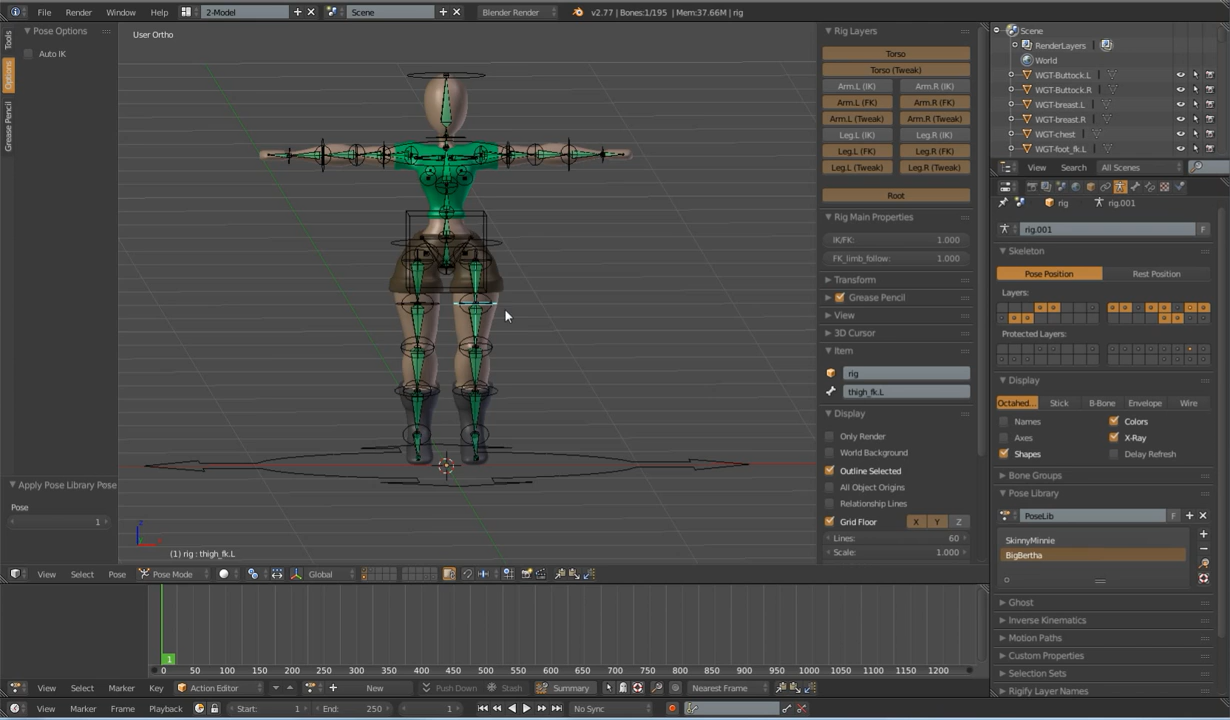 File Render Window Help 2-Model Scene Blender Render v2.77 | Bones:1/195 | Mem:37.66M | rig
Tools
Options
Grease Pencil
Pose Options
Auto IK
Apply Pose Library Pose
Pose
1
User Ortho
(1) rig : thigh_fk.L
Rig Layers
Torso
Torso (Tweak)
Arm.L (IK) Arm.R (IK)
Arm.L (FK) Arm.R (FK)
Arm.L (Tweak) Arm.R (Tweak)
Leg.L (IK) Leg.R (IK)
Leg.L (FK) Leg.R (FK)
Leg.L (Tweak) Leg.R (Tweak)
Root
Rig Main Properties
IK/FK: 1.000
FK_limb_follow: 1.000
Transform
Grease Pencil
View
3D Cursor
Item
rig
thigh_fk.L
Display
Only Render
World Background
Outline Selected
All Object Origins
Relationship Lines
Grid Floor X Y Z
Lines: 60
Scale: 1.000
Scene
RenderLayers
World
WGT-Buttock.L
WGT-Buttock.R
WGT-breast.L
WGT-breast.R
WGT-chest
WGT-foot_fk.L
View Search All Scenes
rig rig.001
rig.001 F
Skeleton
Pose Position Rest Position
Layers:
Protected Layers:
Display
Octahed... Stick B-Bone Envelope Wire
Names Colors
Axes X-Ray
Shapes Delay Refresh
Bone Groups
Pose Library
PoseLib F
SkinnyMinnie
BigBertha
Ghost
Inverse Kinematics
Motion Paths
Custom Properties
Selection Sets
Rigify Layer Names
View Select Pose Pose Mode Global
1
0 50 100 150 200 250 300 350 400 450 500 550 600 650 700 750 800 850 900 950 1000 1050 1100 1150 1200
View Select Marker Key Action Editor New Push Down Stash Summary Nearest Frame
View Marker Frame Playback Start: 1 End: 250 1 No Sync